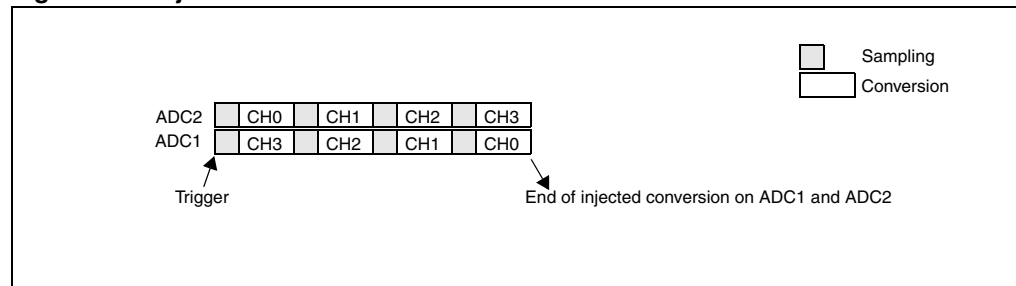 Sampling
Conversion
ADC2 CH0 CH1 CH2 CH3
ADC1 CH3 CH2 CH1 CH0
Trigger
End of injected conversion on ADC1 and ADC2